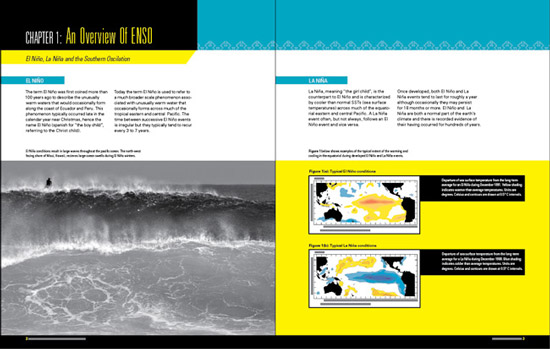 CHAPTER 1: An Overview Of ENSO
El Niño, La Niña and the Southern Oscilation
EL NIÑO
The term El Niño was first coined more than
100 years ago to describe the unusually
warm waters that would occasionally form
along the coast of Ecuador and Peru. This
phenomenon typically occurred late in the
calendar year near Christmas, hence the
name El Niño (spanish for "the boy child",
referring to the Christ child).
Today the term El Niño is used to refer to
a much broader scale phenomenon asso-
ciated with unusually warm water that
occasionally forms across much of the
tropical eastern and central Pacific. The
time between successive El Niño events
is irregular but they typically tend to recur
every 3 to 7 years.
El Niño conditions result in large waves throughout the pacific ocean. The north-west
facing shore of Maui, Hawaii, recieves large ocean swells during El Niño winters.
LA NIÑA
La Niña, meaning "the girl child", is the
counterpart to El Niño and is characterized
by cooler than normal SSTs (sea surface
temperatures) across much of the equato-
rial eastern and central Pacific. A La Niña
event often, but not always, follows an El
Niño event and vice versa.
Once developed, both El Niño and La
Niña events tend to last for roughly a year
although occasionally they may persist
for 18 months or more. El Niño and La
Niña are both a normal part of the earth's
climate and there is recorded evidence of
their having occurred for hundreds of years.
Figure 1 below shows examples of the typical extent of the warming and
cooling in the equatorial during developed El Niño and La Niña events.
Figure 1(a): Typical El Niño conditions
Departure of sea surface temperature from the long-term
average for an El Niño during December 1991. Yellow shading
indicates warmer than average temperatures. Units are
degrees. Celsius and contours are drawn at 0.5° C intervals.
Figure 1(b): Typical La Niña conditions
Departure of sea surface temperature from the long-term
average for a La Niña during December 1998. Blue shading
indicates colder than average temperatures. Units are
degrees. Celsius and contours are drawn at 0.5° C intervals.